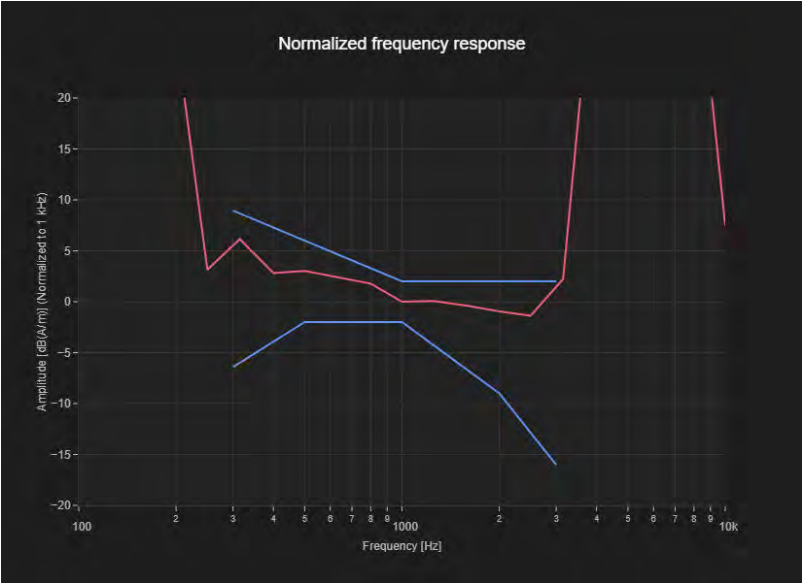 Normalized frequency response
Amplitude [dB(A/m)] (Normalized to 1 kHz)
20
15
10
5
0
−5
−10
−15
−20
100 2 3 4 5 6 7 8 9 1000 2 3 4 5 6 7 8 9 10k
Frequency [Hz]